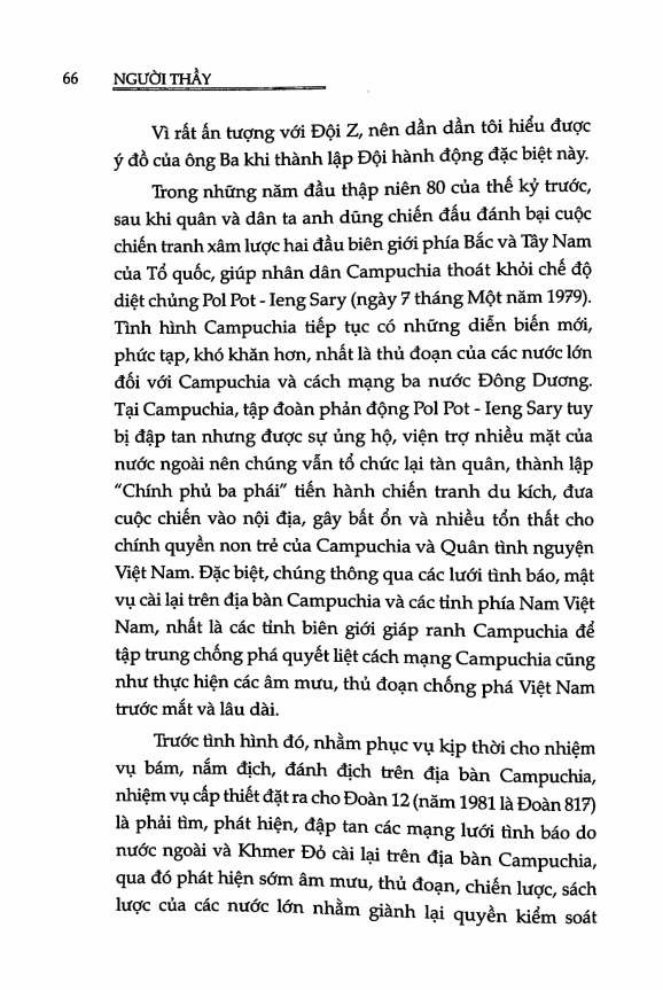 66 NGƯỜI THẦY
Vì rất ấn tượng với Đội Z, nên dần dần tôi hiểu được
ý đồ của ông Ba khi thành lập Đội hành động đặc biệt này.
Trong những năm đầu thập niên 80 của thế kỷ trước,
sau khi quân và dân ta anh dũng chiến đấu đánh bại cuộc
chiến tranh xâm lược hai đầu biên giới phía Bắc và Tây Nam
của Tổ quốc, giúp nhân dân Campuchia thoát khỏi chế độ
diệt chủng Pol Pot - Ieng Sary (ngày 7 tháng Một năm 1979).
Tình hình Campuchia tiếp tục có những diễn biến mới,
phức tạp, khó khăn hơn, nhất là thủ đoạn của các nước lớn
đối với Campuchia và cách mạng ba nước Đông Dương.
Tại Campuchia, tập đoàn phản động Pol Pot - Ieng Sary tuy
bị đập tan nhưng được sự ủng hộ, viện trợ nhiều mặt của
nước ngoài nên chúng vẫn tổ chức lại tàn quân, thành lập
“Chính phủ ba phái” tiến hành chiến tranh du kích, đưa
cuộc chiến vào nội địa, gây bất ổn và nhiều tổn thất cho
chính quyền non trẻ của Campuchia và Quân tình nguyện
Việt Nam. Đặc biệt, chúng thông qua các lưới tình báo, mật
vụ cài lại trên địa bàn Campuchia và các tỉnh phía Nam Việt
Nam, nhất là các tỉnh biên giới giáp ranh Campuchia để
tập trung chống phá quyết liệt cách mạng Campuchia cũng
như thực hiện các âm mưu, thủ đoạn chống phá Việt Nam
trước mắt và lâu dài.
Trước tình hình đó, nhằm phục vụ kịp thời cho nhiệm
vụ bám, nắm địch, đánh địch trên địa bàn Campuchia,
nhiệm vụ cấp thiết đặt ra cho Đoàn 12 (năm 1981 là Đoàn 817)
là phải tìm, phát hiện, đập tan các mạng lưới tình báo do
nước ngoài và Khmer Đỏ cài lại trên địa bàn Campuchia,
qua đó phát hiện sớm âm mưu, thủ đoạn, chiến lược, sách
lược của các nước lớn nhằm giành lại quyền kiểm soát